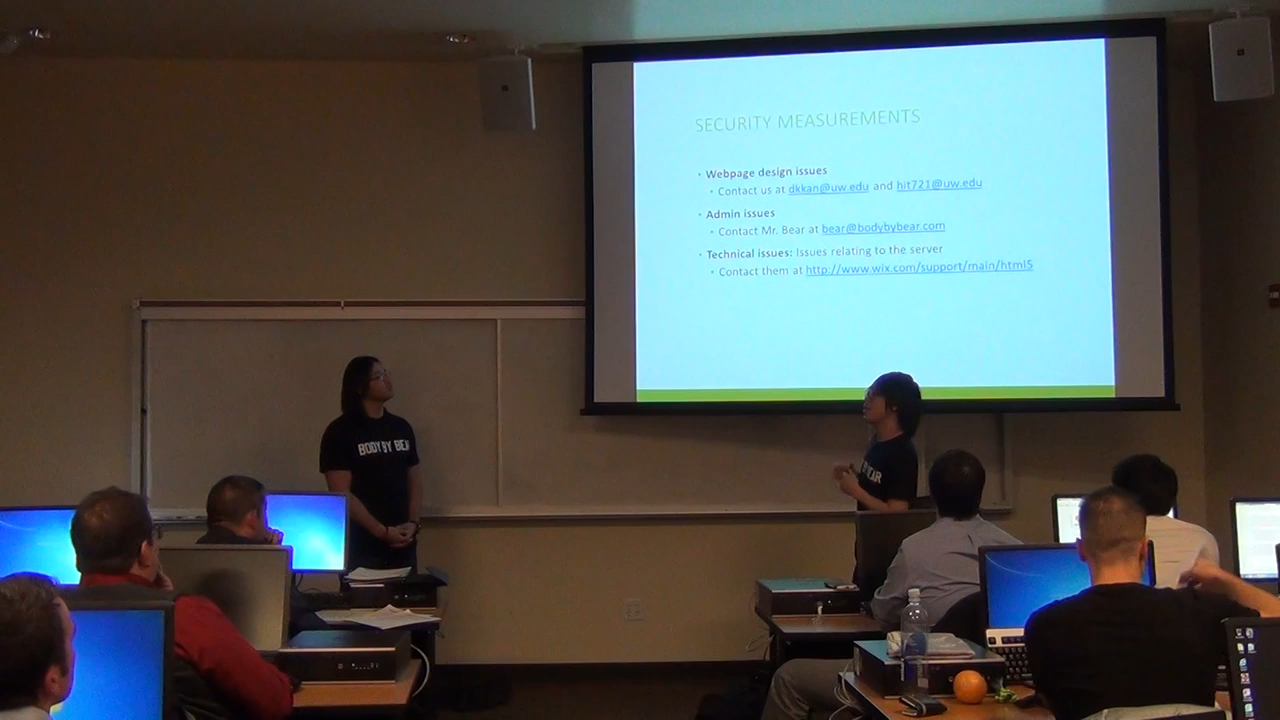 SECURITY MEASUREMENTS
• Webpage design issues
• Contact us at dkkan@uw.edu and hit721@uw.edu
• Admin issues
• Contact Mr. Bear at bear@bodybybear.com
• Technical issues: Issues relating to the server
• Contact them at http://www.wix.com/support/main/html5
BODY BY BEAR
BEAR